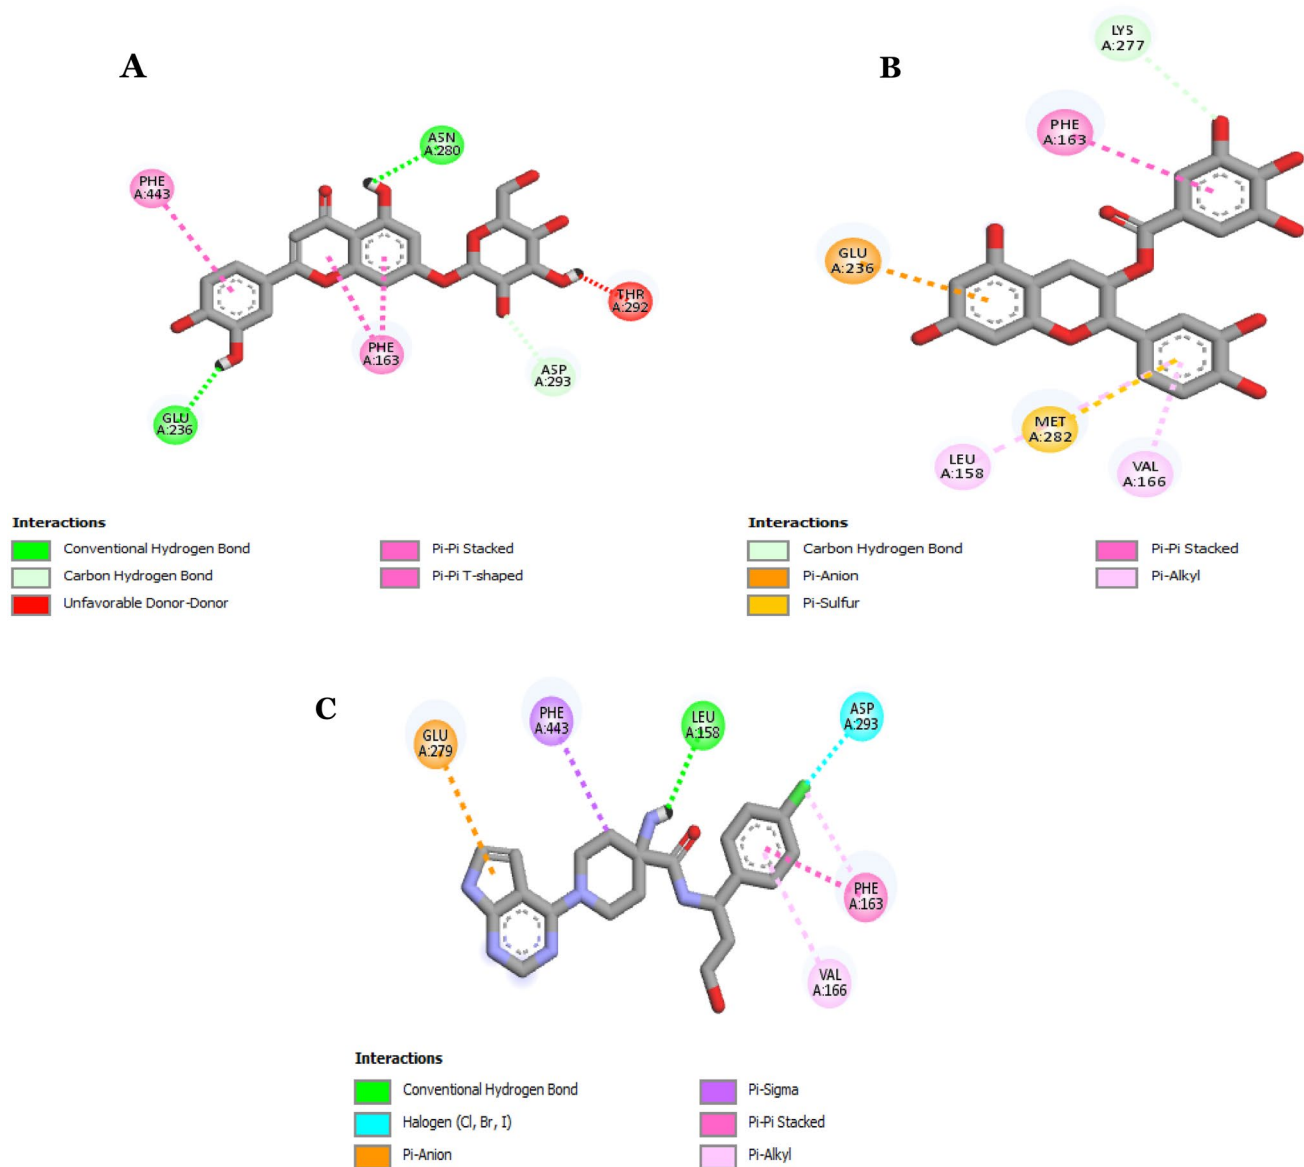 A
ASN
A:280
PHE
A:443
THR
A:292
PHE
A:163
ASP
A:293
GLU
A:236
Interactions
Conventional Hydrogen Bond
Carbon Hydrogen Bond
Unfavorable Donor-Donor
Pi-Pi Stacked
Pi-Pi T-shaped
B
LYS
A:277
PHE
A:163
GLU
A:236
MET
A:282
LEU
A:158
VAL
A:166
Interactions
Carbon Hydrogen Bond
Pi-Anion
Pi-Sulfur
Pi-Pi Stacked
Pi-Alkyl
C
GLU
A:279
PHE
A:443
LEU
A:158
ASP
A:293
PHE
A:163
VAL
A:166
Interactions
Conventional Hydrogen Bond
Halogen (Cl, Br, I)
Pi-Anion
Pi-Sigma
Pi-Pi Stacked
Pi-Alkyl